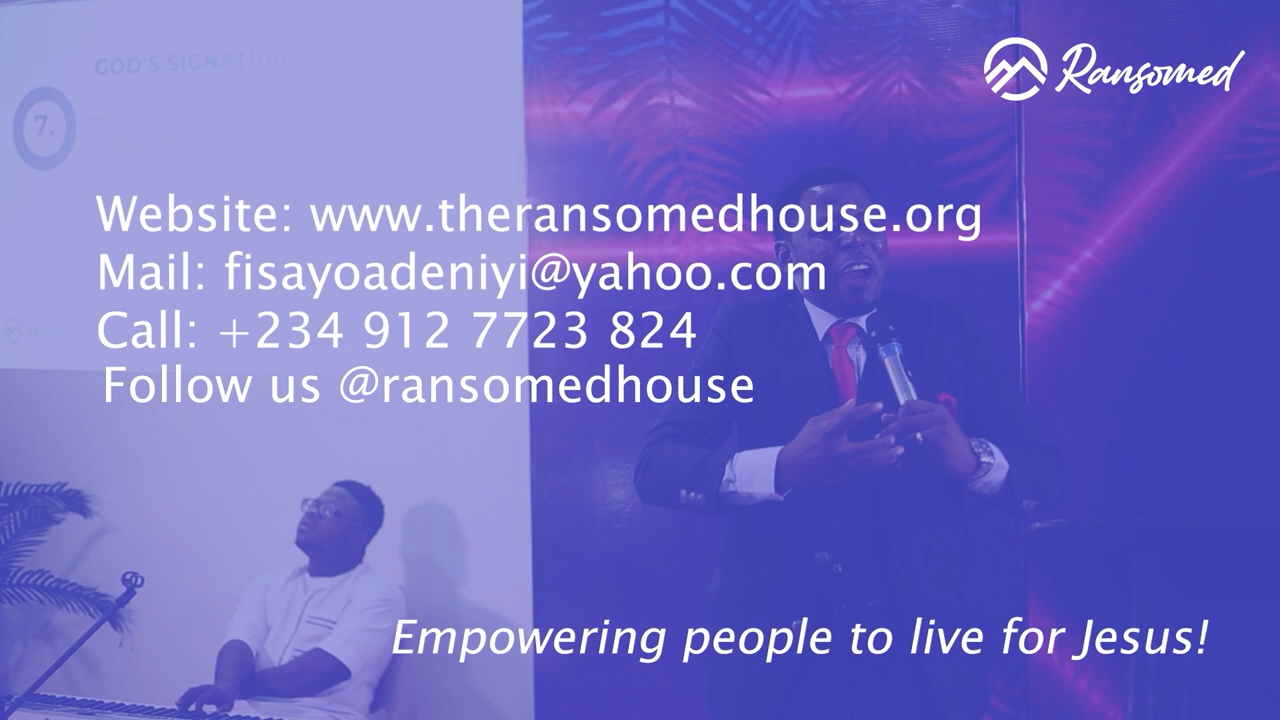 GOD'S SIGNATURE
7.
Ransomed
Website: www.theransomedhouse.org
Mail: fisayoadeniyi@yahoo.com
Call: +234 912 7723 824
Follow us @ransomedhouse
Empowering people to live for Jesus!